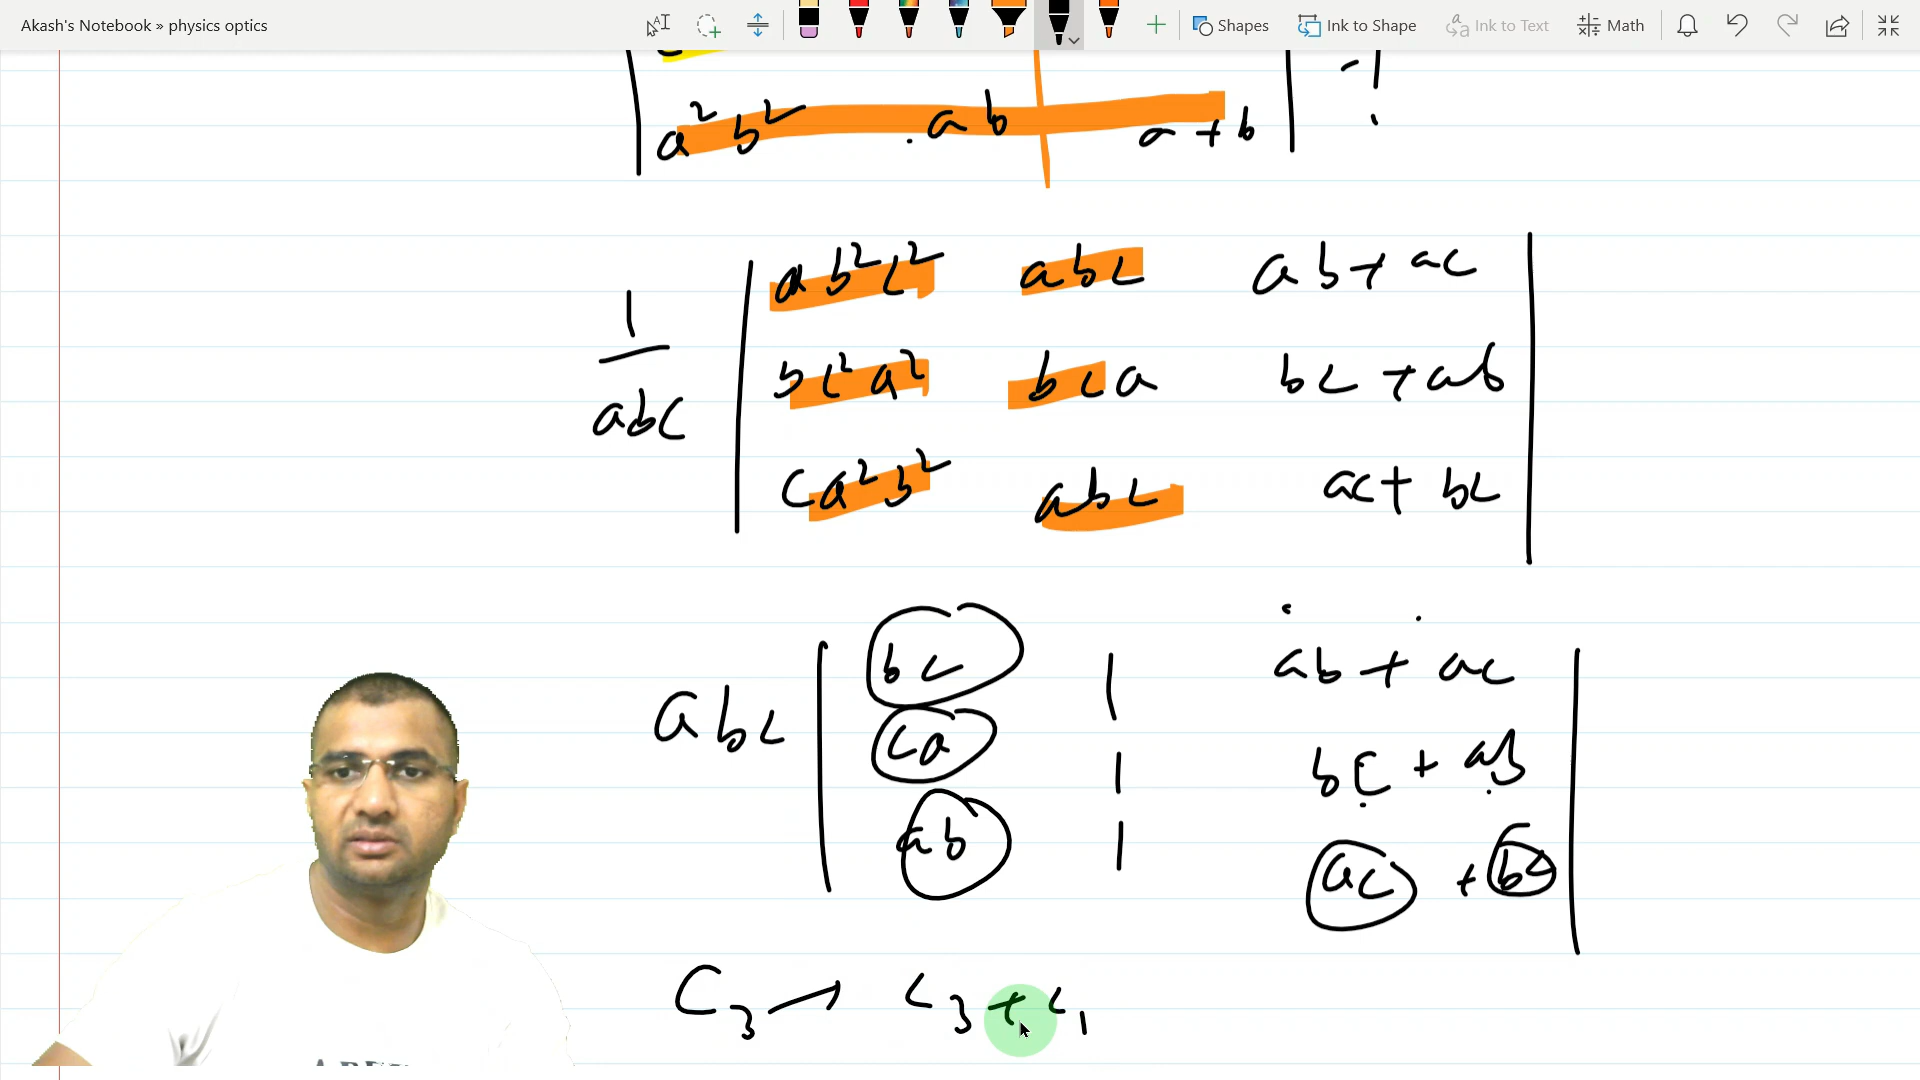 Akash's Notebook » physics optics
Shapes Ink to Shape Ink to Text Math
a² b² . ab a + b
1/abc | ab²c² abc ab + ac |
| bc²a² bca bc + ab |
| ca²b² abc ac + bc |
abc | bc 1 ab + ac |
| ca 1 bc + ab |
| ab 1 ac + bc |
C₃ → C₃ + C₁